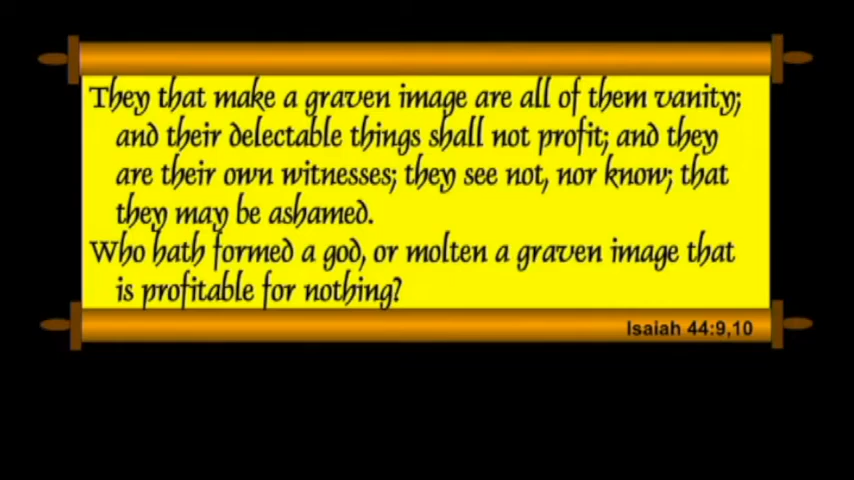 They that make a graven image are all of them vanity;
and their delectable things shall not profit; and they
are their own witnesses; they see not, nor know; that
they may be ashamed.
Who hath formed a god, or molten a graven image that
is profitable for nothing?
Isaiah 44:9,10